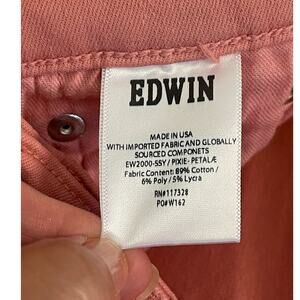 EDWIN
MADE IN USA
WITH IMPORTED FABRIC AND GLOBALLY
SOURCED COMPONETS
EW2000-SSY / PIXIE- PETALÆ
Fabric Content: 89% Cotton /
6% Poly / 5% Lycra
RN#117328
PO#W162